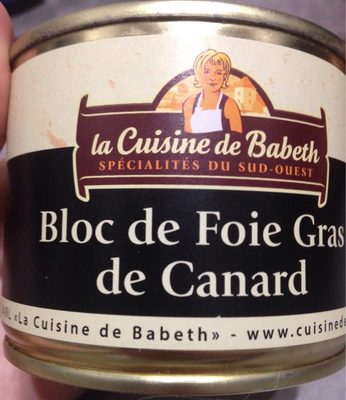 la Cuisine de Babeth
SPÉCIALITÉS DU SUD-OUEST
Bloc de Foie Gras
de Canard
«La Cuisine de Babeth» - www.cuisinede